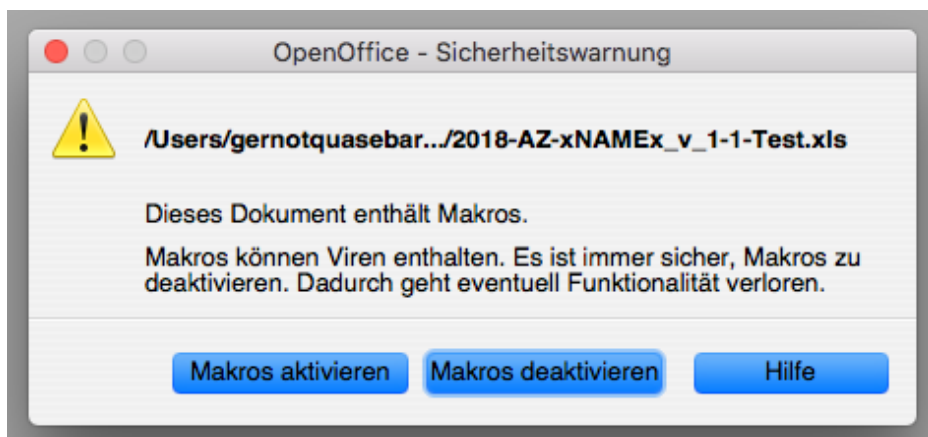 OpenOffice - Sicherheitswarnung
/Users/gernotquasebar.../2018-AZ-xNAMEx_v_1-1-Test.xls
Dieses Dokument enthält Makros.
Makros können Viren enthalten. Es ist immer sicher, Makros zu
deaktivieren. Dadurch geht eventuell Funktionalität verloren.
Makros aktivieren Makros deaktivieren Hilfe